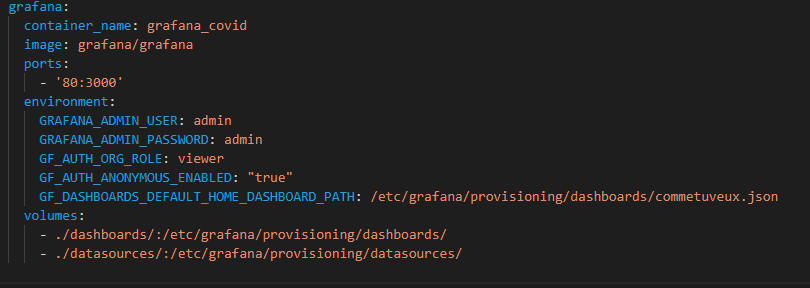 grafana:
container_name: grafana_covid
image: grafana/grafana
ports:
- '80:3000'
environment:
GRAFANA_ADMIN_USER: admin
GRAFANA_ADMIN_PASSWORD: admin
GF_AUTH_ORG_ROLE: viewer
GF_AUTH_ANONYMOUS_ENABLED: "true"
GF_DASHBOARDS_DEFAULT_HOME_DASHBOARD_PATH: /etc/grafana/provisioning/dashboards/commetuveux.json
volumes:
- ./dashboards/:/etc/grafana/provisioning/dashboards/
- ./datasources/:/etc/grafana/provisioning/datasources/